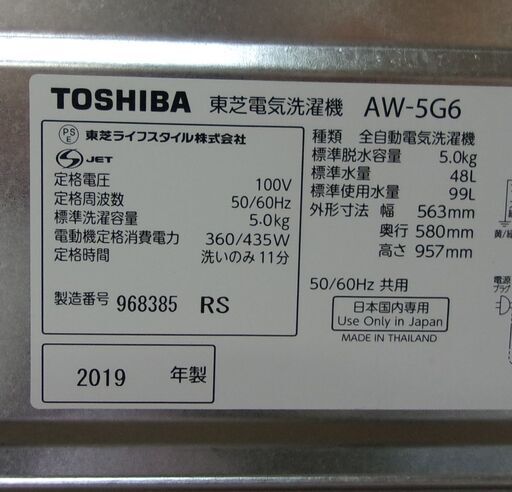 TOSHIBA 東芝電気洗濯機 AW-5G6
PS
E
東芝ライフスタイル株式会社
JET
定格電圧 100V
定格周波数 50/60Hz
標準洗濯容量 5.0kg
電動機定格消費電力 360/435W
定格時間 洗いのみ11分
製造番号 968385 RS
2019 年製
種類 全自動電気洗濯機
標準脱水容量 5.0kg
標準水量 48L
標準使用水量 99L
外形寸法 幅 563mm
奥行 580mm
高さ 957mm
50/60Hz 共用
日本国内専用
Use Only in Japan
MADE IN THAILAND
電源
プラグ